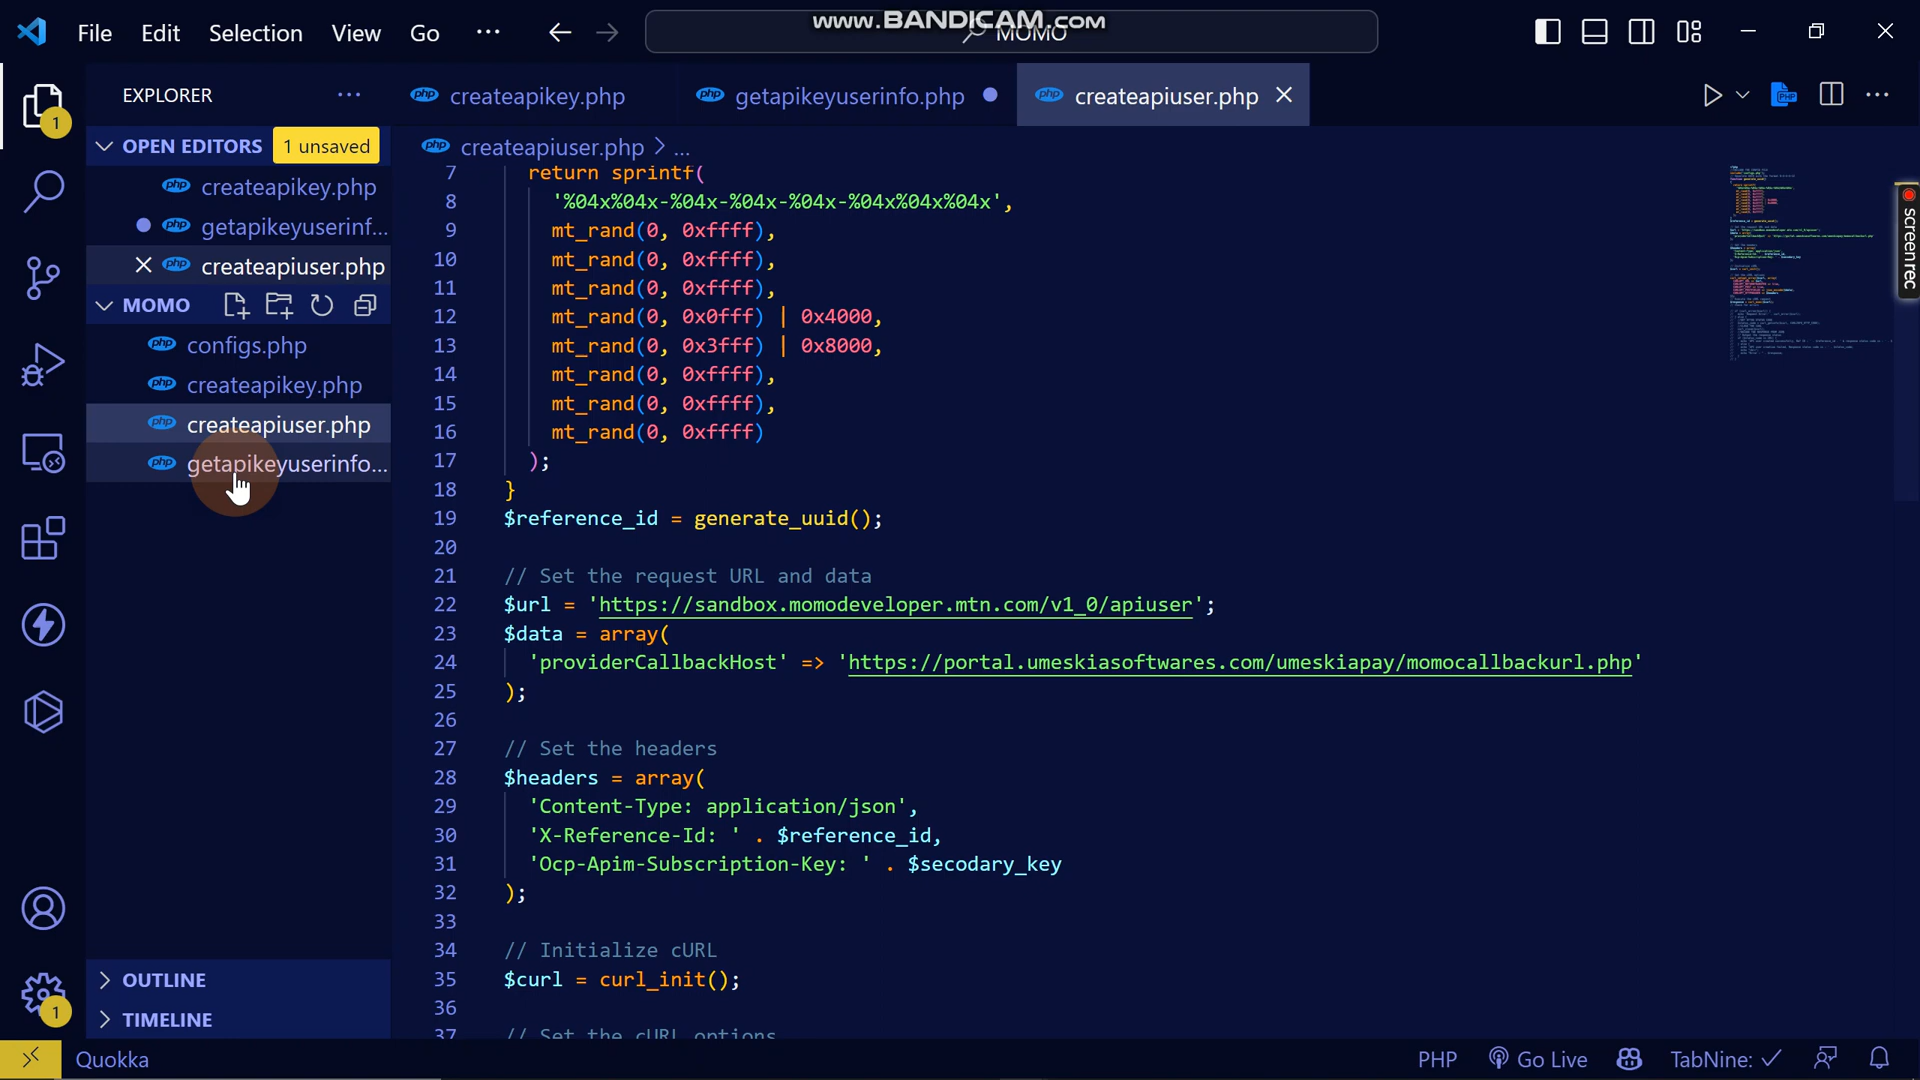 www.BANDICAM.com
File Edit Selection View Go ··· MOMO
EXPLORER ···
createapikey.php getapikeyuserinfo.php createapiuser.php
OPEN EDITORS 1 unsaved
createapikey.php
getapikeyuserinf...
createapiuser.php
MOMO
configs.php
createapikey.php
createapiuser.php
getapikeyuserinfo...
OUTLINE
TIMELINE
1
1
createapiuser.php > ...
7 return sprintf(
8 '%04x%04x-%04x-%04x-%04x-%04x%04x%04x',
9 mt_rand(0, 0xffff),
10 mt_rand(0, 0xffff),
11 mt_rand(0, 0xffff),
12 mt_rand(0, 0x0fff) | 0x4000,
13 mt_rand(0, 0x3fff) | 0x8000,
14 mt_rand(0, 0xffff),
15 mt_rand(0, 0xffff),
16 mt_rand(0, 0xffff)
17 );
18 }
19 $reference_id = generate_uuid();
20
21 // Set the request URL and data
22 $url = 'https://sandbox.momodeveloper.mtn.com/v1_0/apiuser';
23 $data = array(
24 'providerCallbackHost' => 'https://portal.umeskiasoftwares.com/umeskiapay/momocallbackurl.php'
25 );
26
27 // Set the headers
28 $headers = array(
29 'Content-Type: application/json',
30 'X-Reference-Id: ' . $reference_id,
31 'Ocp-Apim-Subscription-Key: ' . $secodary_key
32 );
33
34 // Initialize cURL
35 $curl = curl_init();
36
37 // Set the cURL options
screenrec
Quokka PHP Go Live TabNine: ✓